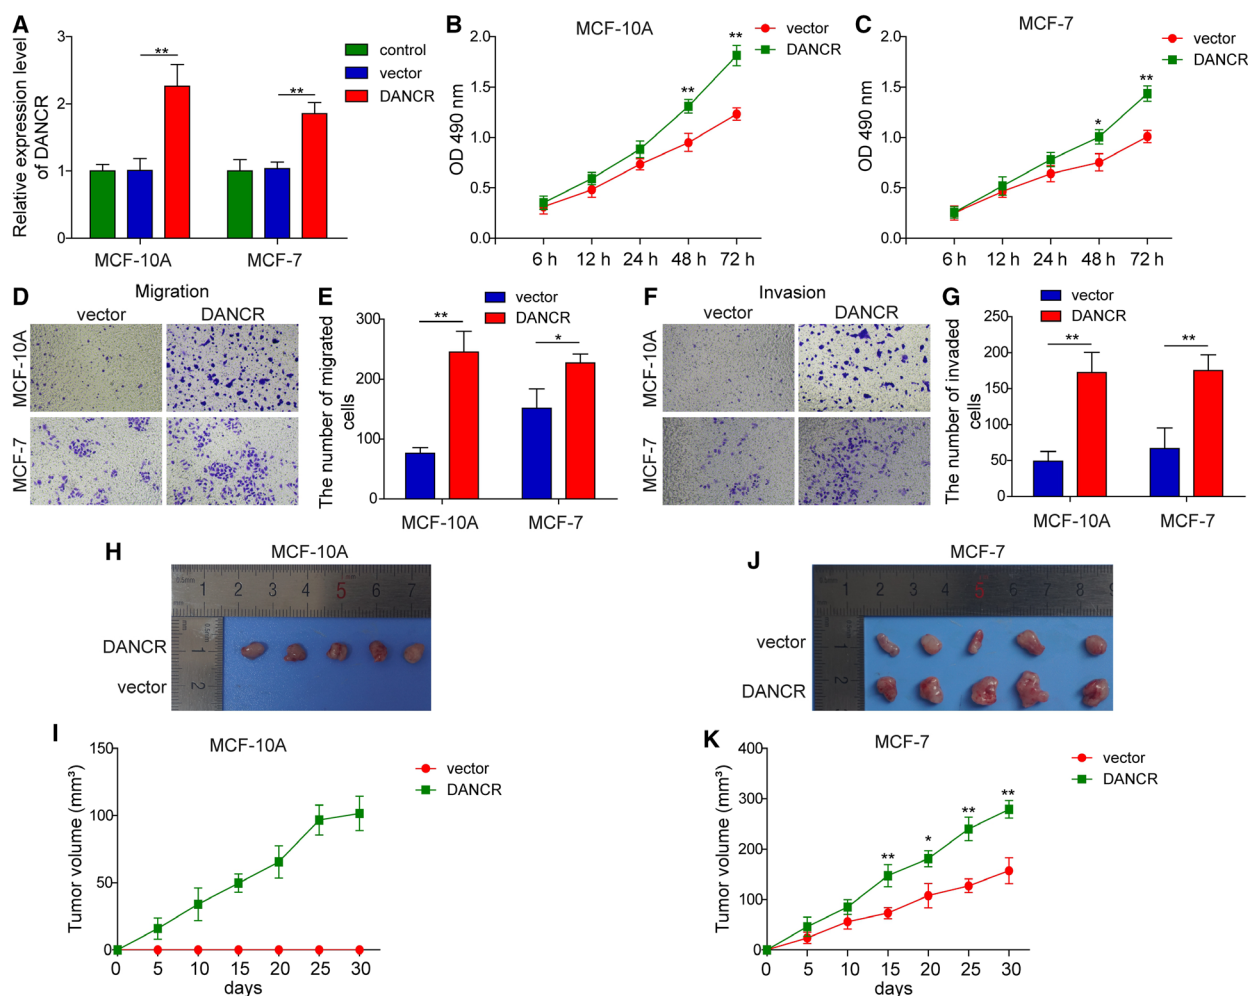 A
Relative expression level
of DANCR
3
2
1
0
**
**
MCF-10A
MCF-7
control
vector
DANCR
B
MCF-10A
OD 490 nm
2.0
1.5
1.0
0.5
0.0
**
**
6 h
12 h
24 h
48 h
72 h
vector
DANCR
C
MCF-7
OD 490 nm
2.0
1.5
1.0
0.5
0.0
*
**
6 h
12 h
24 h
48 h
72 h
vector
DANCR
D
Migration
vector
DANCR
MCF-10A
MCF-7
E
vector
DANCR
The number of migrated
cells
300
200
100
0
**
*
MCF-10A
MCF-7
F
Invasion
vector
DANCR
MCF-10A
MCF-7
G
vector
DANCR
The number of invaded
cells
250
200
150
100
50
0
**
**
MCF-10A
MCF-7
H
MCF-10A
1 2 3 4 5 6 7
1
2
DANCR
vector
J
MCF-7
1 2 3 4 5 6 7 8
1
2
vector
DANCR
I
MCF-10A
Tumor volume (mm³)
150
100
50
0
0 5 10 15 20 25 30
days
vector
DANCR
K
MCF-7
Tumor volume (mm³)
400
300
200
100
0
**
*
**
**
0 5 10 15 20 25 30
days
vector
DANCR